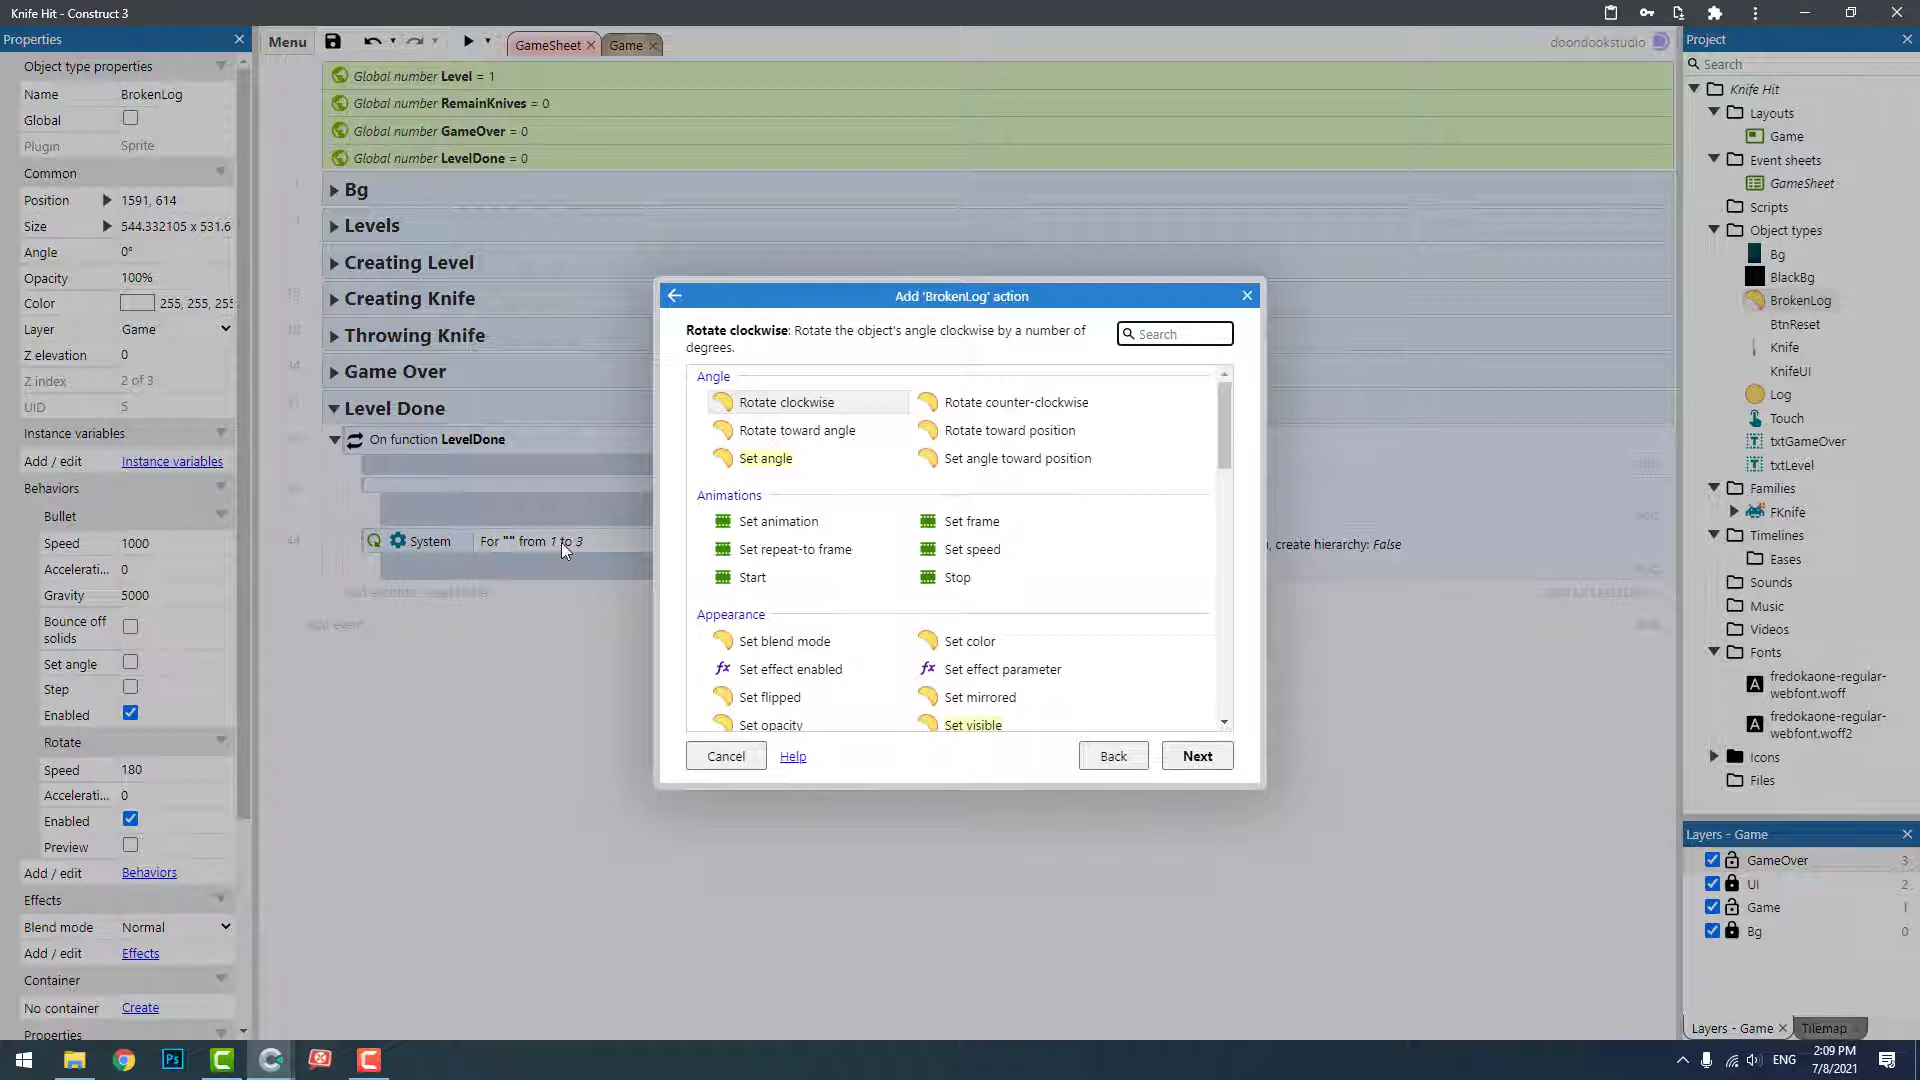 Knife Hit - Construct 3
Properties
Object type properties
Name BrokenLog
Global
Plugin Sprite
Common
Position 1591, 614
Size 544.332105 x 531.6
Angle 0°
Opacity 100%
Color 255, 255, 255
Layer Game
Z elevation 0
Z index 2 of 3
UID 5
Instance variables
Add / edit Instance variables
Behaviors
Bullet
Speed 1000
Accelerati... 0
Gravity 5000
Bounce off
solids
Set angle
Step
Enabled
Rotate
Speed 180
Accelerati... 0
Enabled
Preview
Add / edit Behaviors
Effects
Blend mode Normal
Add / edit Effects
Container
No container Create
Properties
Menu
GameSheet
Game
doondookstudio
Global number Level = 1
Global number RemainKnives = 0
Global number GameOver = 0
Global number LevelDone = 0
Bg
Levels
Creating Level
Creating Knife
Throwing Knife
Game Over
Level Done
On function LevelDone
System For "" from 1 to 3
, create hierarchy: False
Add event
Add 'BrokenLog' action
Rotate clockwise: Rotate the object's angle clockwise by a number of
degrees.
Search
Angle
Rotate clockwise Rotate counter-clockwise
Rotate toward angle Rotate toward position
Set angle Set angle toward position
Animations
Set animation Set frame
Set repeat-to frame Set speed
Start Stop
Appearance
Set blend mode Set color
Set effect enabled Set effect parameter
Set flipped Set mirrored
Set opacity Set visible
Cancel Help Back Next
Project
Search
Knife Hit
Layouts
Game
Event sheets
GameSheet
Scripts
Object types
Bg
BlackBg
BrokenLog
BtnReset
Knife
KnifeUI
Log
Touch
txtGameOver
txtLevel
Families
FKnife
Timelines
Eases
Sounds
Music
Videos
Fonts
fredokaone-regular-
webfont.woff
fredokaone-regular-
webfont.woff2
Icons
Files
Layers - Game
GameOver 3
UI 2
Game 1
Bg 0
Layers - Game Tilemap
Ps
ENG
2:09 PM
7/8/2021